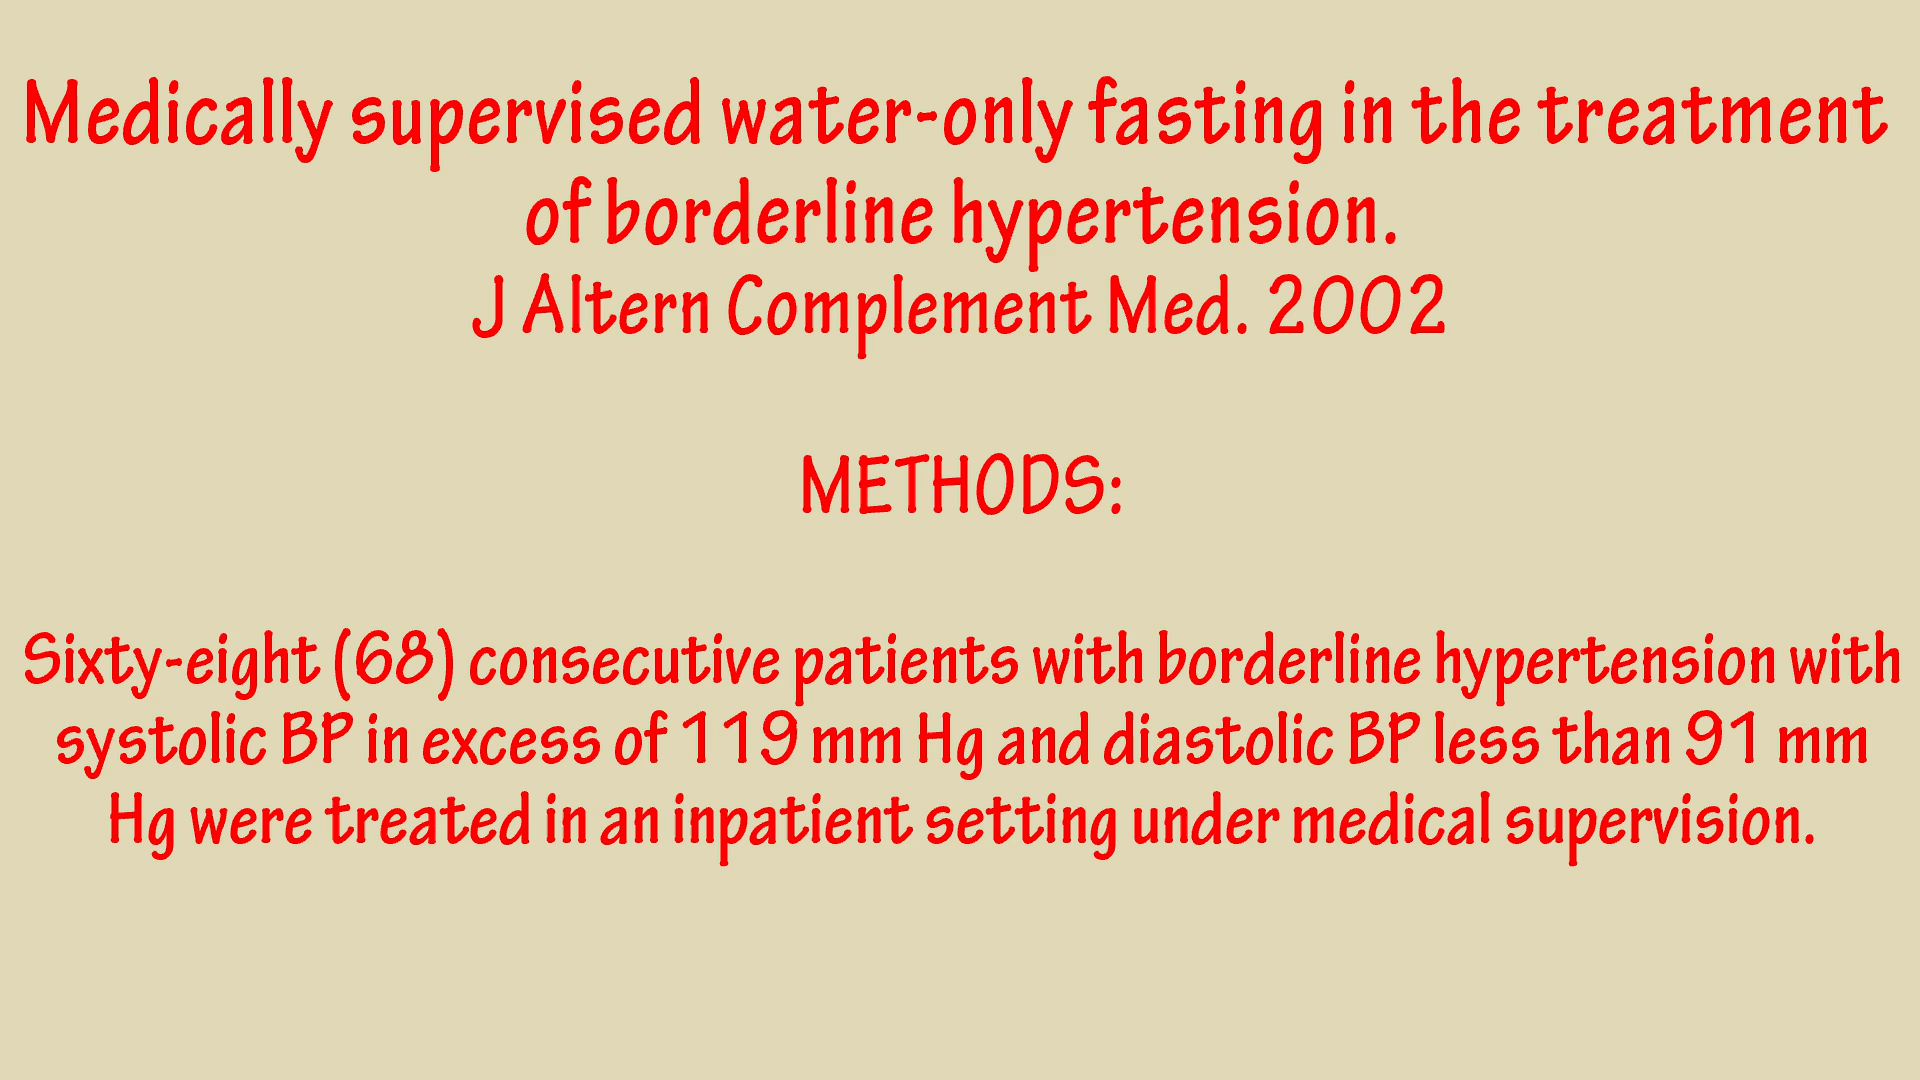 Medically supervised water-only fasting in the treatment
of borderline hypertension.
J Altern Complement Med. 2002
METHODS:
Sixty-eight (68) consecutive patients with borderline hypertension with
systolic BP in excess of 119 mm Hg and diastolic BP less than 91 mm
Hg were treated in an inpatient setting under medical supervision.